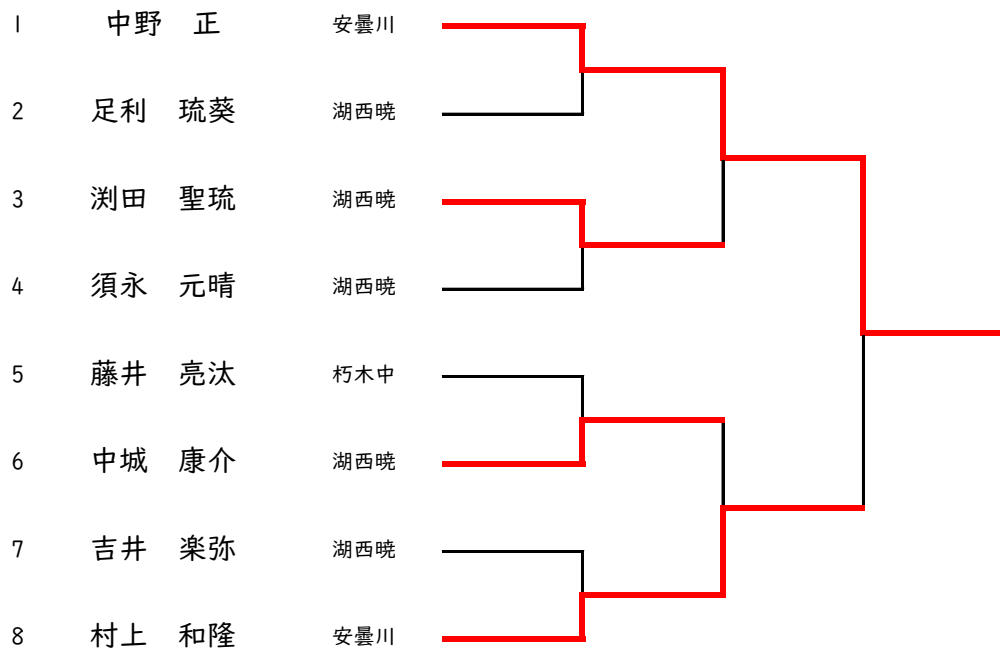 1 中野 正 安曇川
2 足利 琉葵 湖西暁
3 渕田 聖琉 湖西暁
4 須永 元晴 湖西暁
5 藤井 亮汰 朽木中
6 中城 康介 湖西暁
7 吉井 楽弥 湖西暁
8 村上 和隆 安曇川